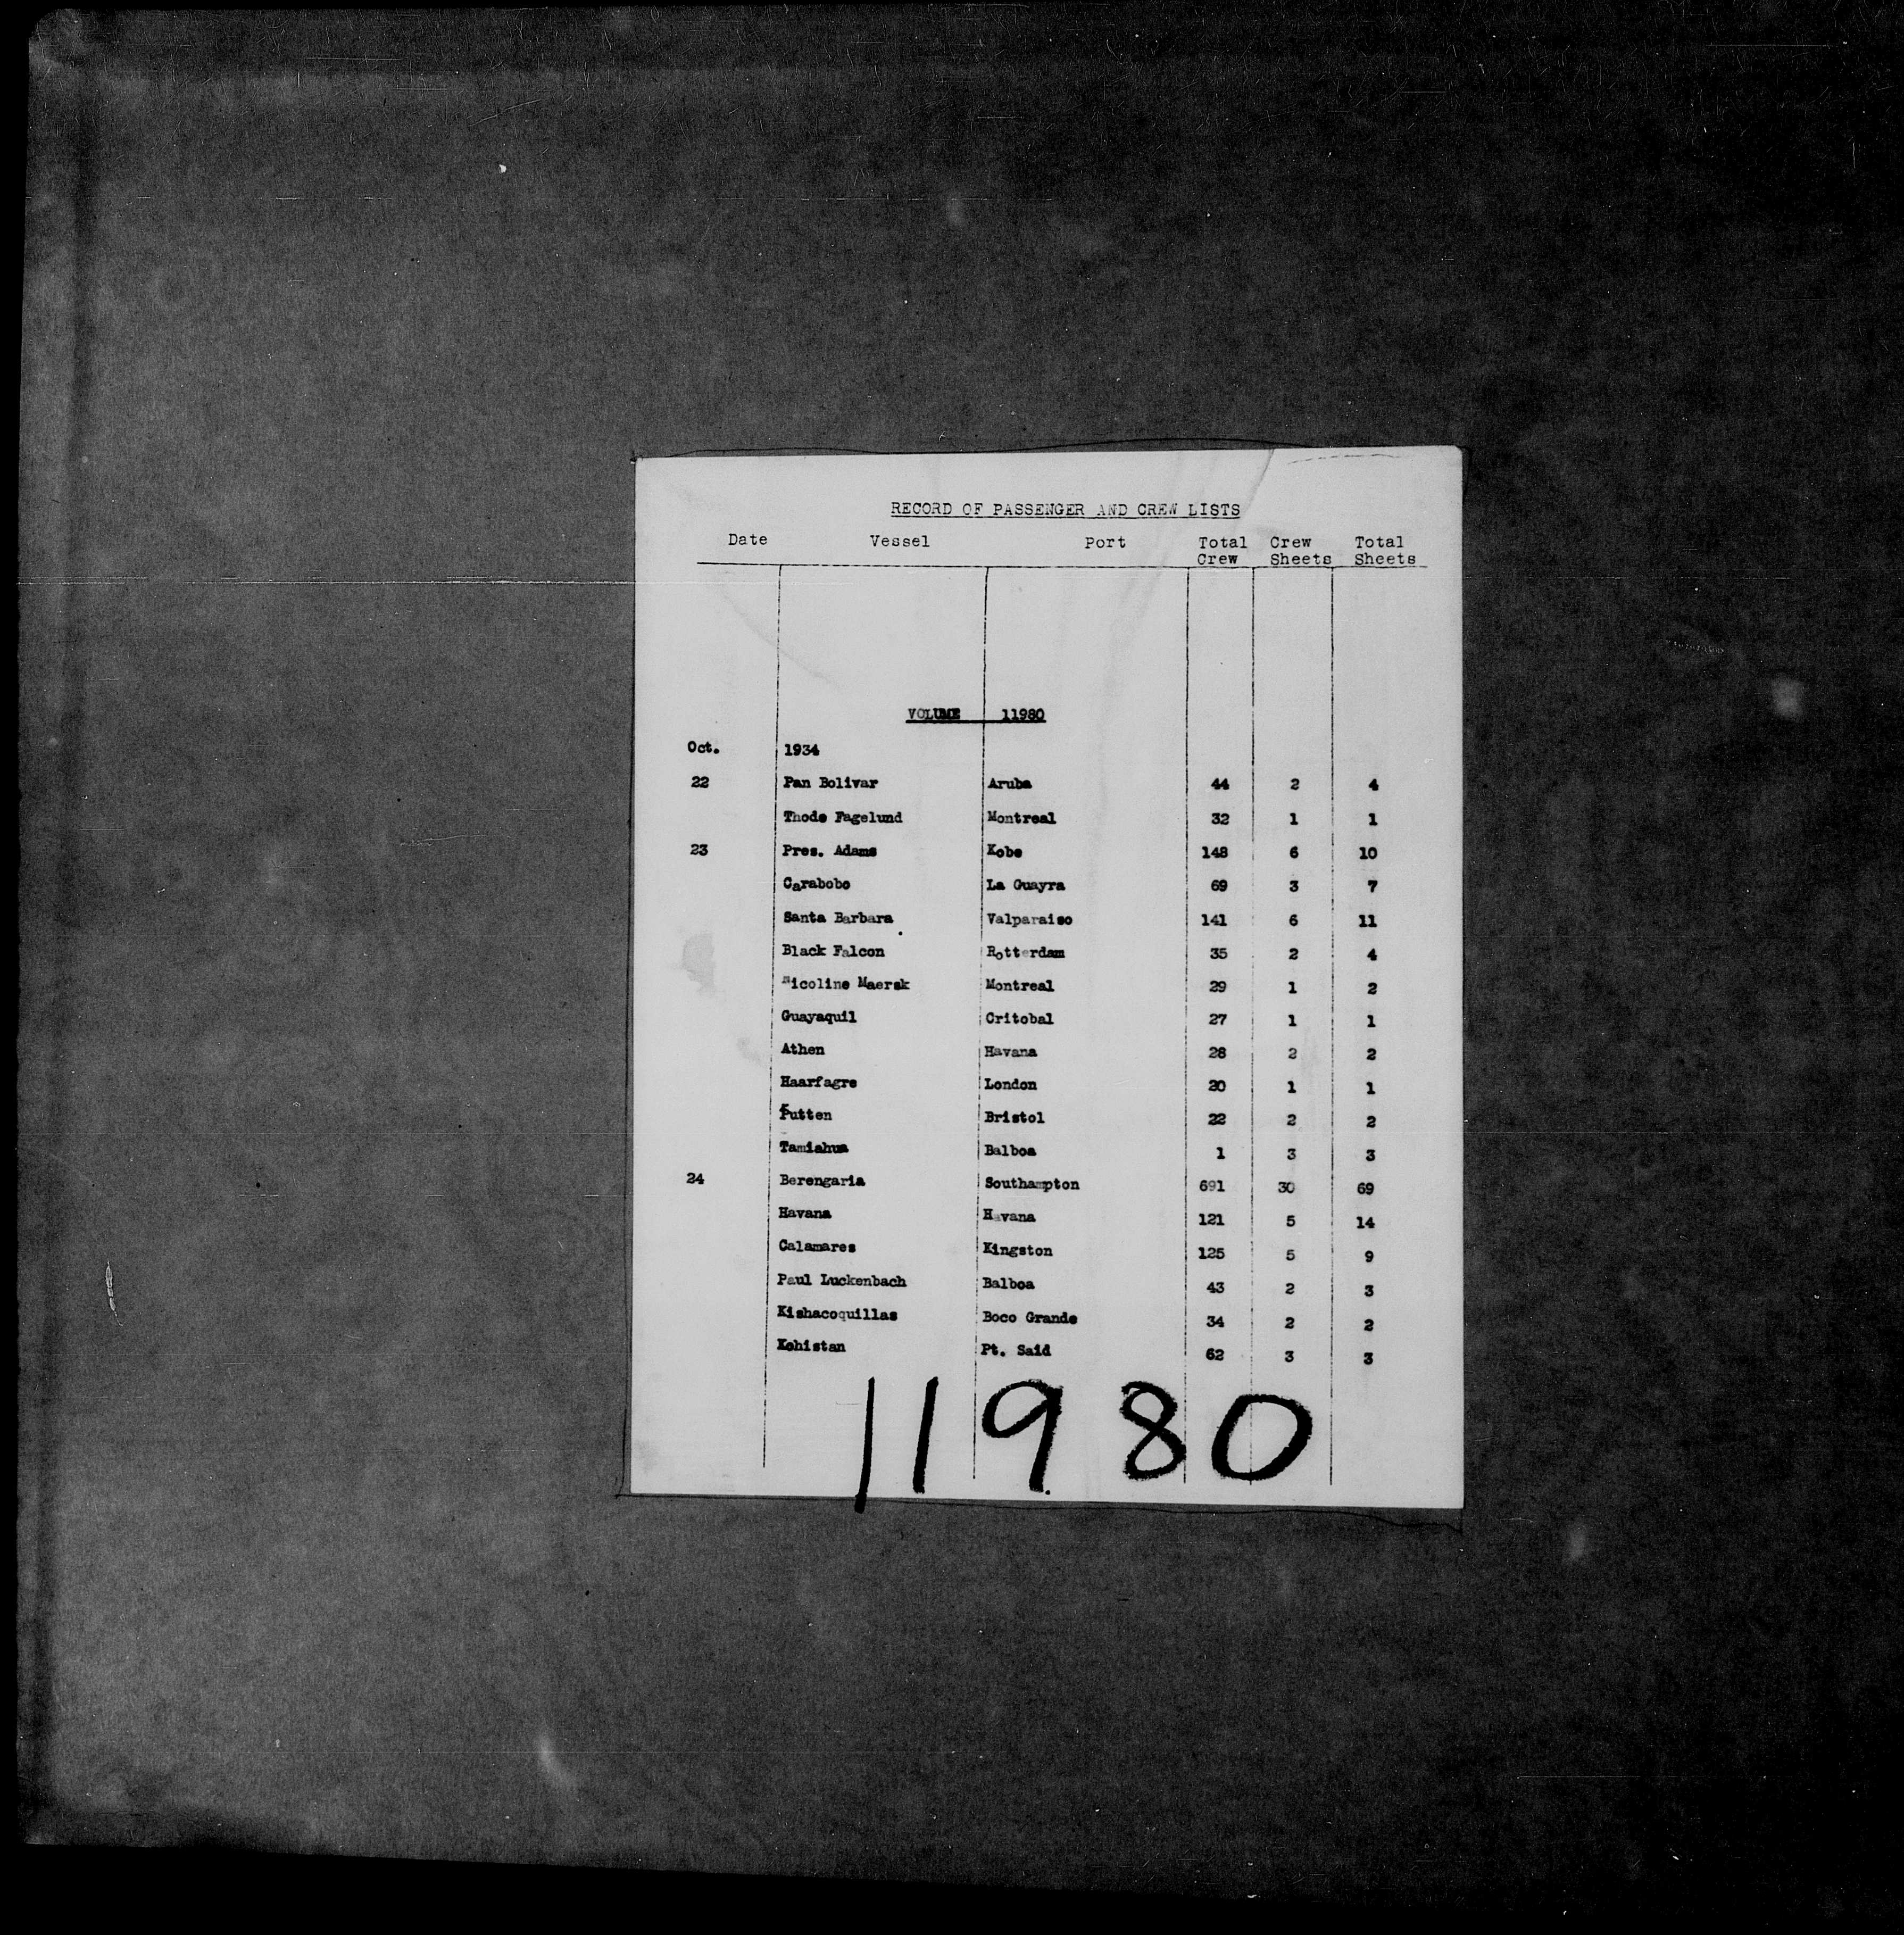 RECORD OF PASSENGER AND CREW LISTS
Date Vessel Port Total Crew Crew Sheets Total Sheets
VOLUME 11980
Oct. 1934
22 Pan Bolivar Aruba 44 2 4
Thode Fagelund Montreal 32 1 1
23 Pres. Adams Kobe 148 6 10
Carabobo La Guayra 69 3 7
Santa Barbara Valparaiso 141 6 11
Black Falcon Rotterdam 35 2 4
Nicoline Maersk Montreal 29 1 2
Guayaquil Critobal 27 1 1
Athen Havana 28 2 2
Haarfagre London 20 1 1
Bristol 22 2 2
Tamiahua Balboa 1 3 3
24 Berengaria Southampton 691 30 69
Havana Havana 121 5 14
Calamares Kingston 125 5 9
Paul Luckenbach Balboa 43 2 3
Kishacoquillas Boco Grande 34 2 2
Kohistan Pt. Said 62 3 3
11980